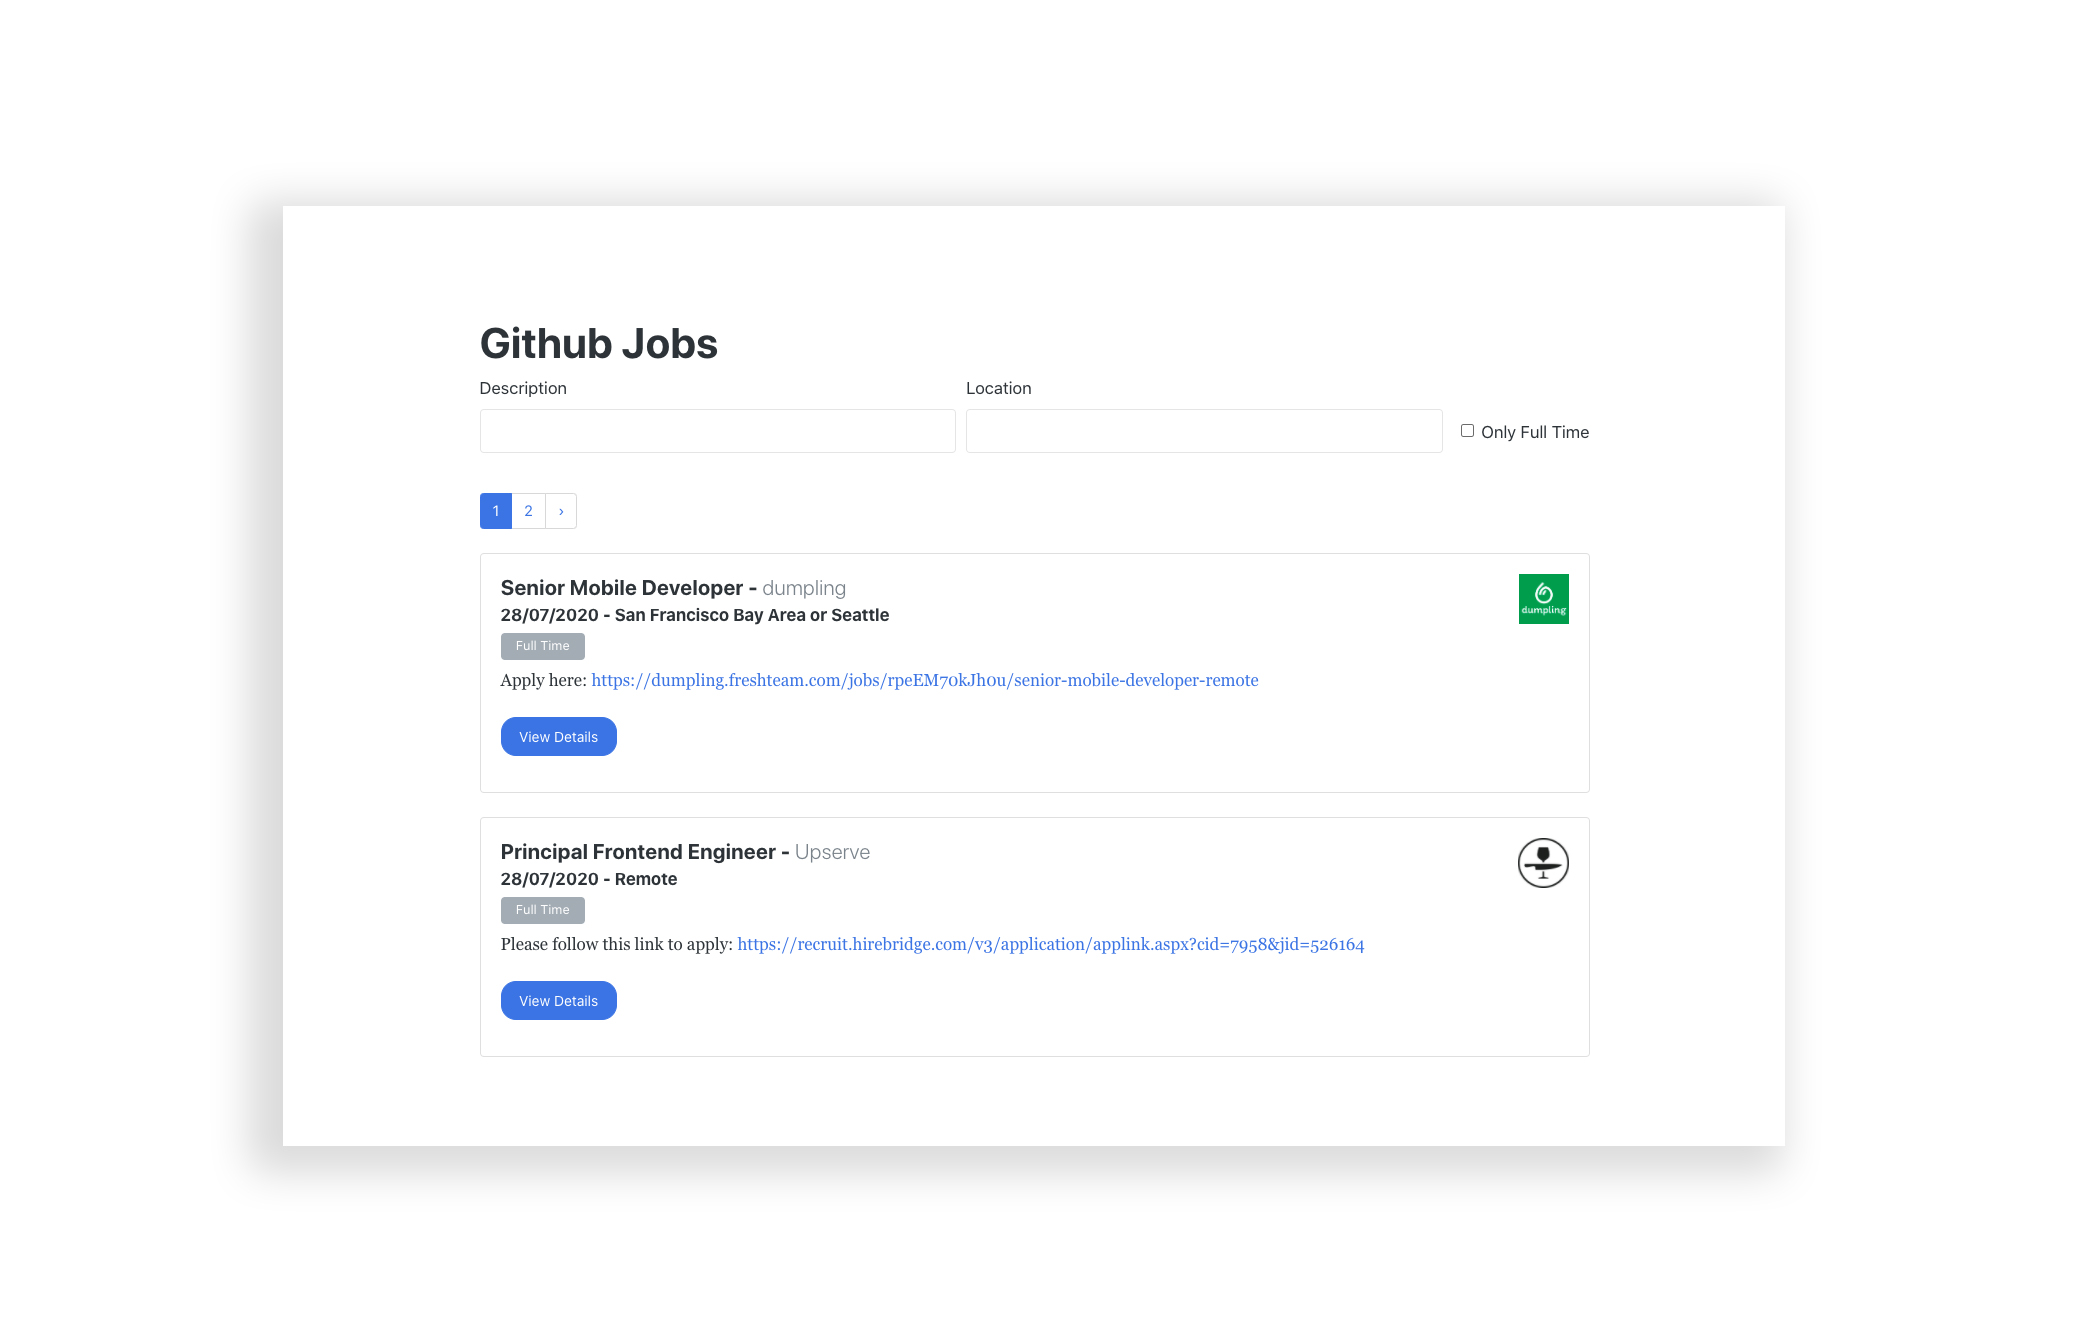 Github Jobs
Description
Location
Only Full Time
1 2 ›
Senior Mobile Developer - dumpling
dumpling
28/07/2020 - San Francisco Bay Area or Seattle
Full Time
Apply here: https://dumpling.freshteam.com/jobs/rpeEM70kJh0u/senior-mobile-developer-remote
View Details
Principal Frontend Engineer - Upserve
28/07/2020 - Remote
Full Time
Please follow this link to apply: https://recruit.hirebridge.com/v3/application/applink.aspx?cid=7958&jid=526164
View Details